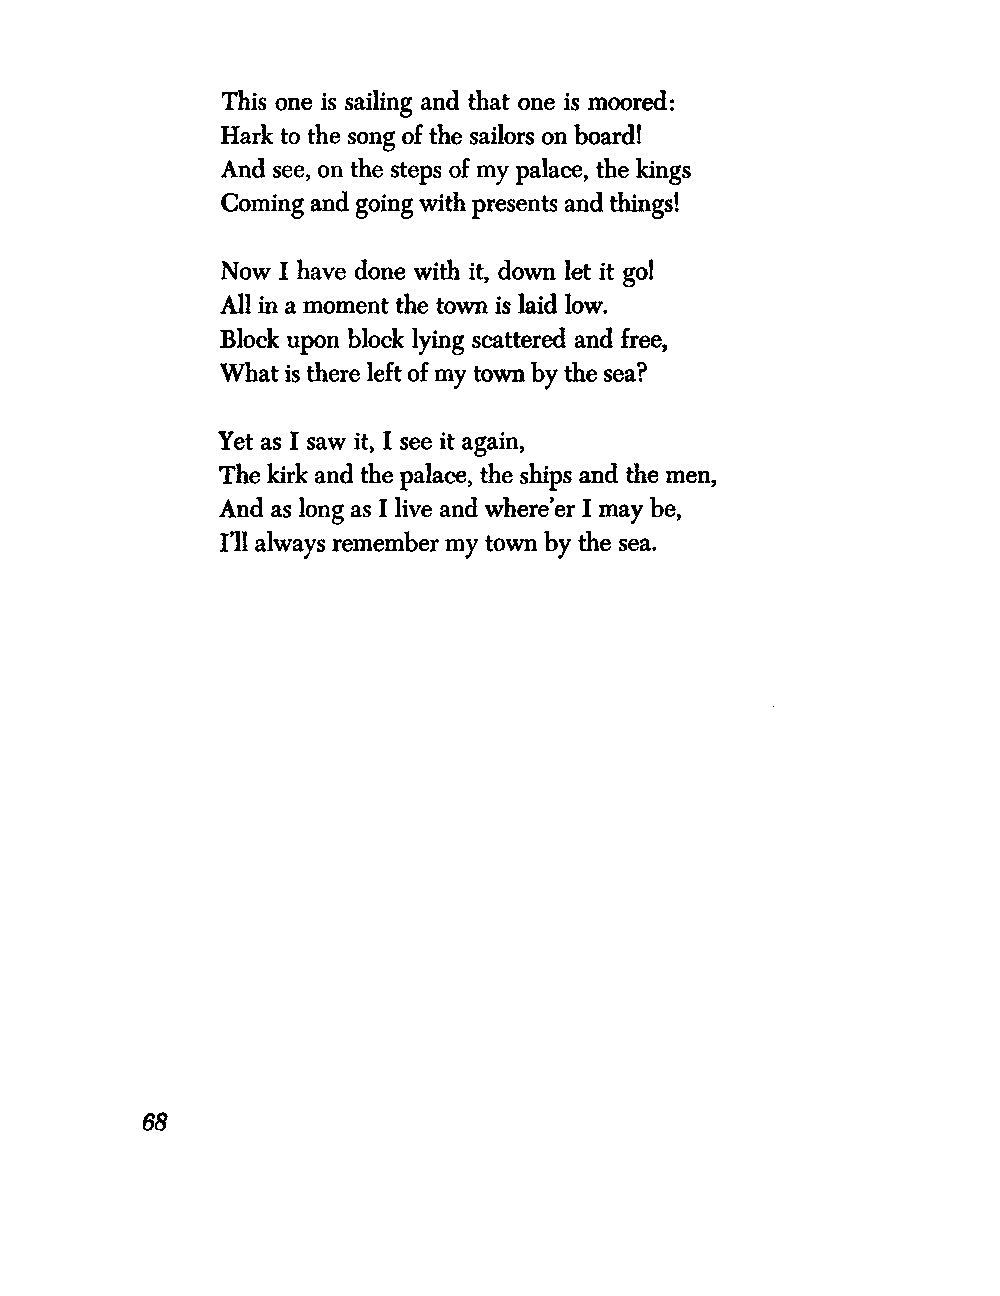 This one is sailing and that one is moored:
Hark to the song of the sailors on board!
And see, on the steps of my palace, the kings
Coming and going with presents and things!

Now I have done with it, down let it go!
All in a moment the town is laid low.
Block upon block lying scattered and free,
What is there left of my town by the sea?

Yet as I saw it, I see it again,
The kirk and the palace, the ships and the men,
And as long as I live and where'er I may be,
I'll always remember my town by the sea.

68